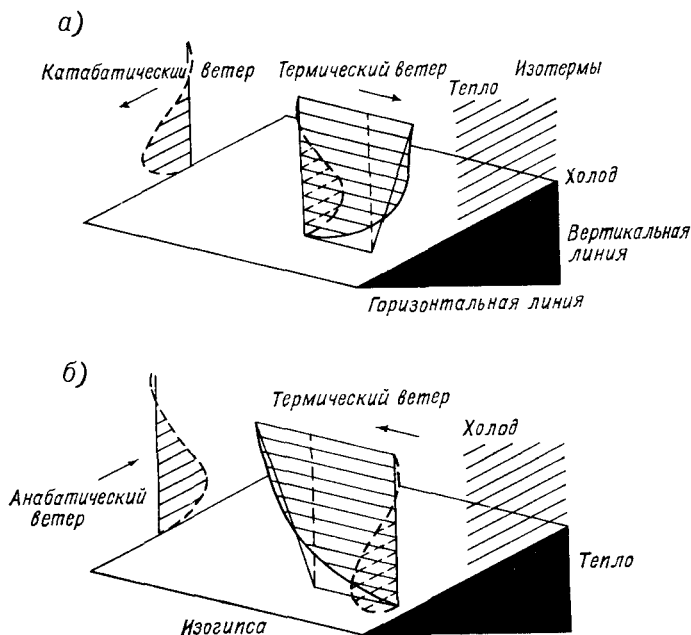 а)
Катабатический ветер
Термический ветер
Тепло
Изотермы
Холод
Вертикальная
линия
Горизонтальная линия
б)
Термический ветер
Холод
Анабатический
ветер
Тепло
Изогипса